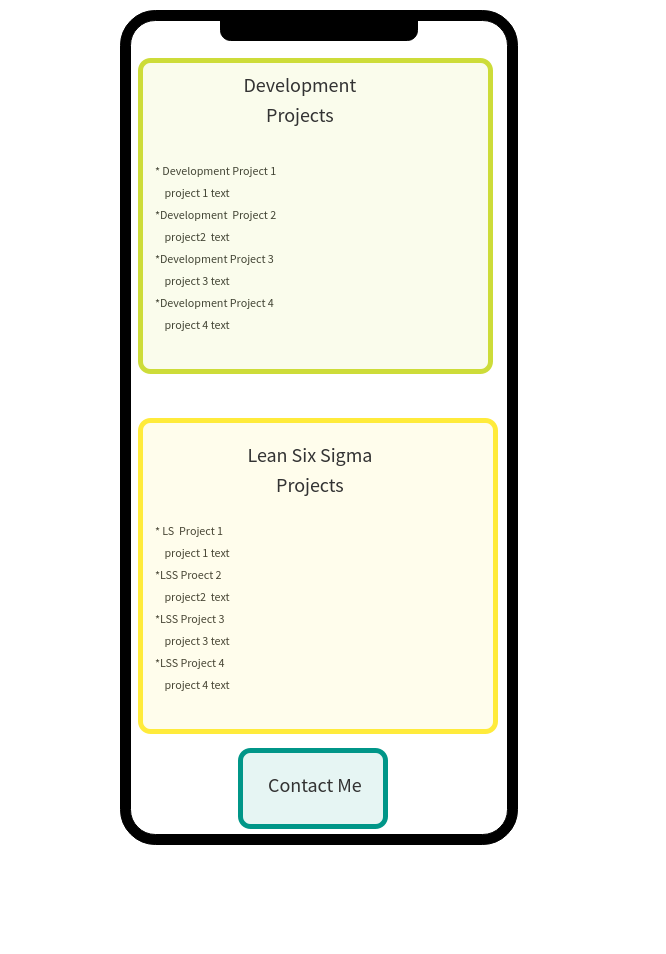 Development
Projects
* Development Project 1
project 1 text
*Development  Project 2
project2  text
*Development Project 3
project 3 text
*Development Project 4
project 4 text
Lean Six Sigma
Projects
* LS  Project 1
project 1 text
*LSS Proect 2
project2  text
*LSS Project 3
project 3 text
*LSS Project 4
project 4 text
Contact Me